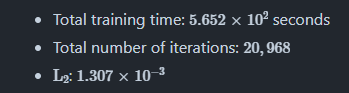 • Total training time: 5.652 × 10² seconds
• Total number of iterations: 20,968
• L₂: 1.307 × 10⁻³